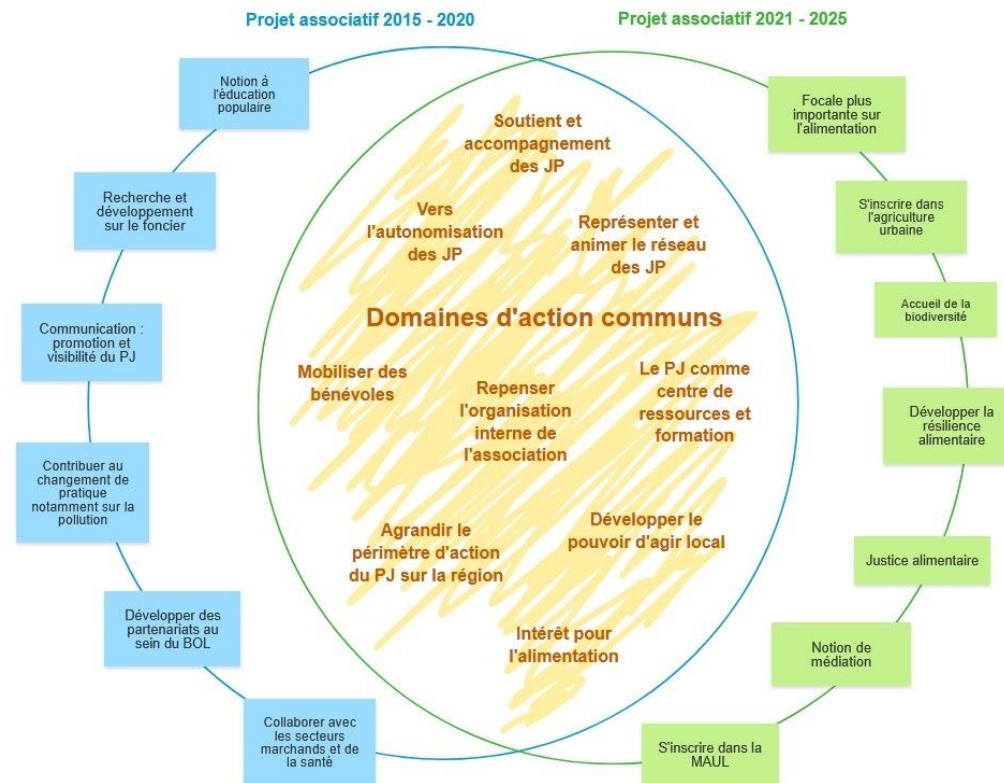 Projet associatif 2015 - 2020
Projet associatif 2021 - 2025
Notion à
l'éducation
populaire
Recherche et
développement
sur le foncier
Communication :
promotion et
visibilité du PJ
Contribuer au
changement de
pratique
notamment sur la
pollution
Développer des
partenariats au
sein du BOL
Collaborer avec
les secteurs
marchands et de
la santé
Soutient et
accompagnement
des JP
Vers
l'autonomisation
des JP
Représenter et
animer le réseau
des JP
Domaines d'action communs
Mobiliser des
bénévoles
Repenser
l'organisation
interne de
l'association
Le PJ comme
centre de
ressources et
formation
Agrandir le
périmètre d'action
du PJ sur la région
Développer le
pouvoir d'agir local
Intérêt pour
l'alimentation
Focale plus
importante sur
l'alimentation
S'inscrire dans
l'agriculture
urbaine
Accueil de la
biodiversité
Développer la
résilience
alimentaire
Justice alimentaire
Notion de
médiation
S'inscrire dans la
MAUL